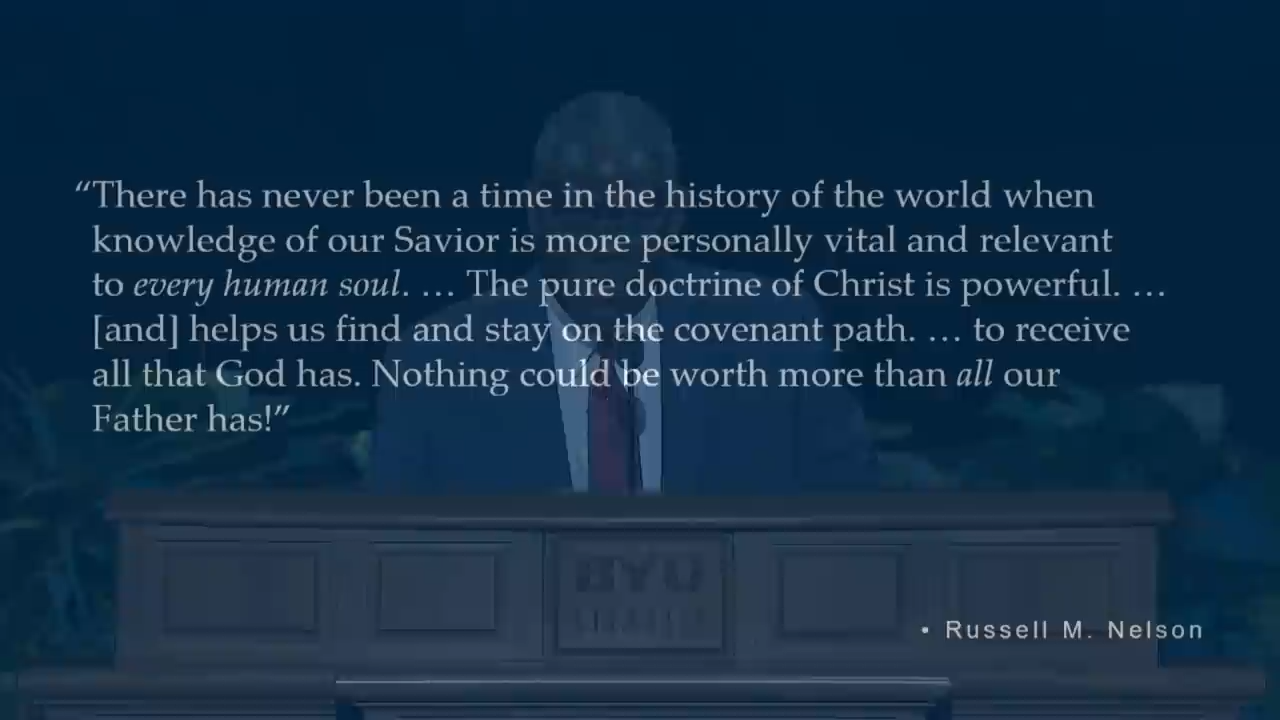 “There has never been a time in the history of the world when
knowledge of our Savior is more personally vital and relevant
to every human soul. … The pure doctrine of Christ is powerful. …
[and] helps us find and stay on the covenant path. … to receive
all that God has. Nothing could be worth more than all our
Father has!”
BYU
• Russell M. Nelson